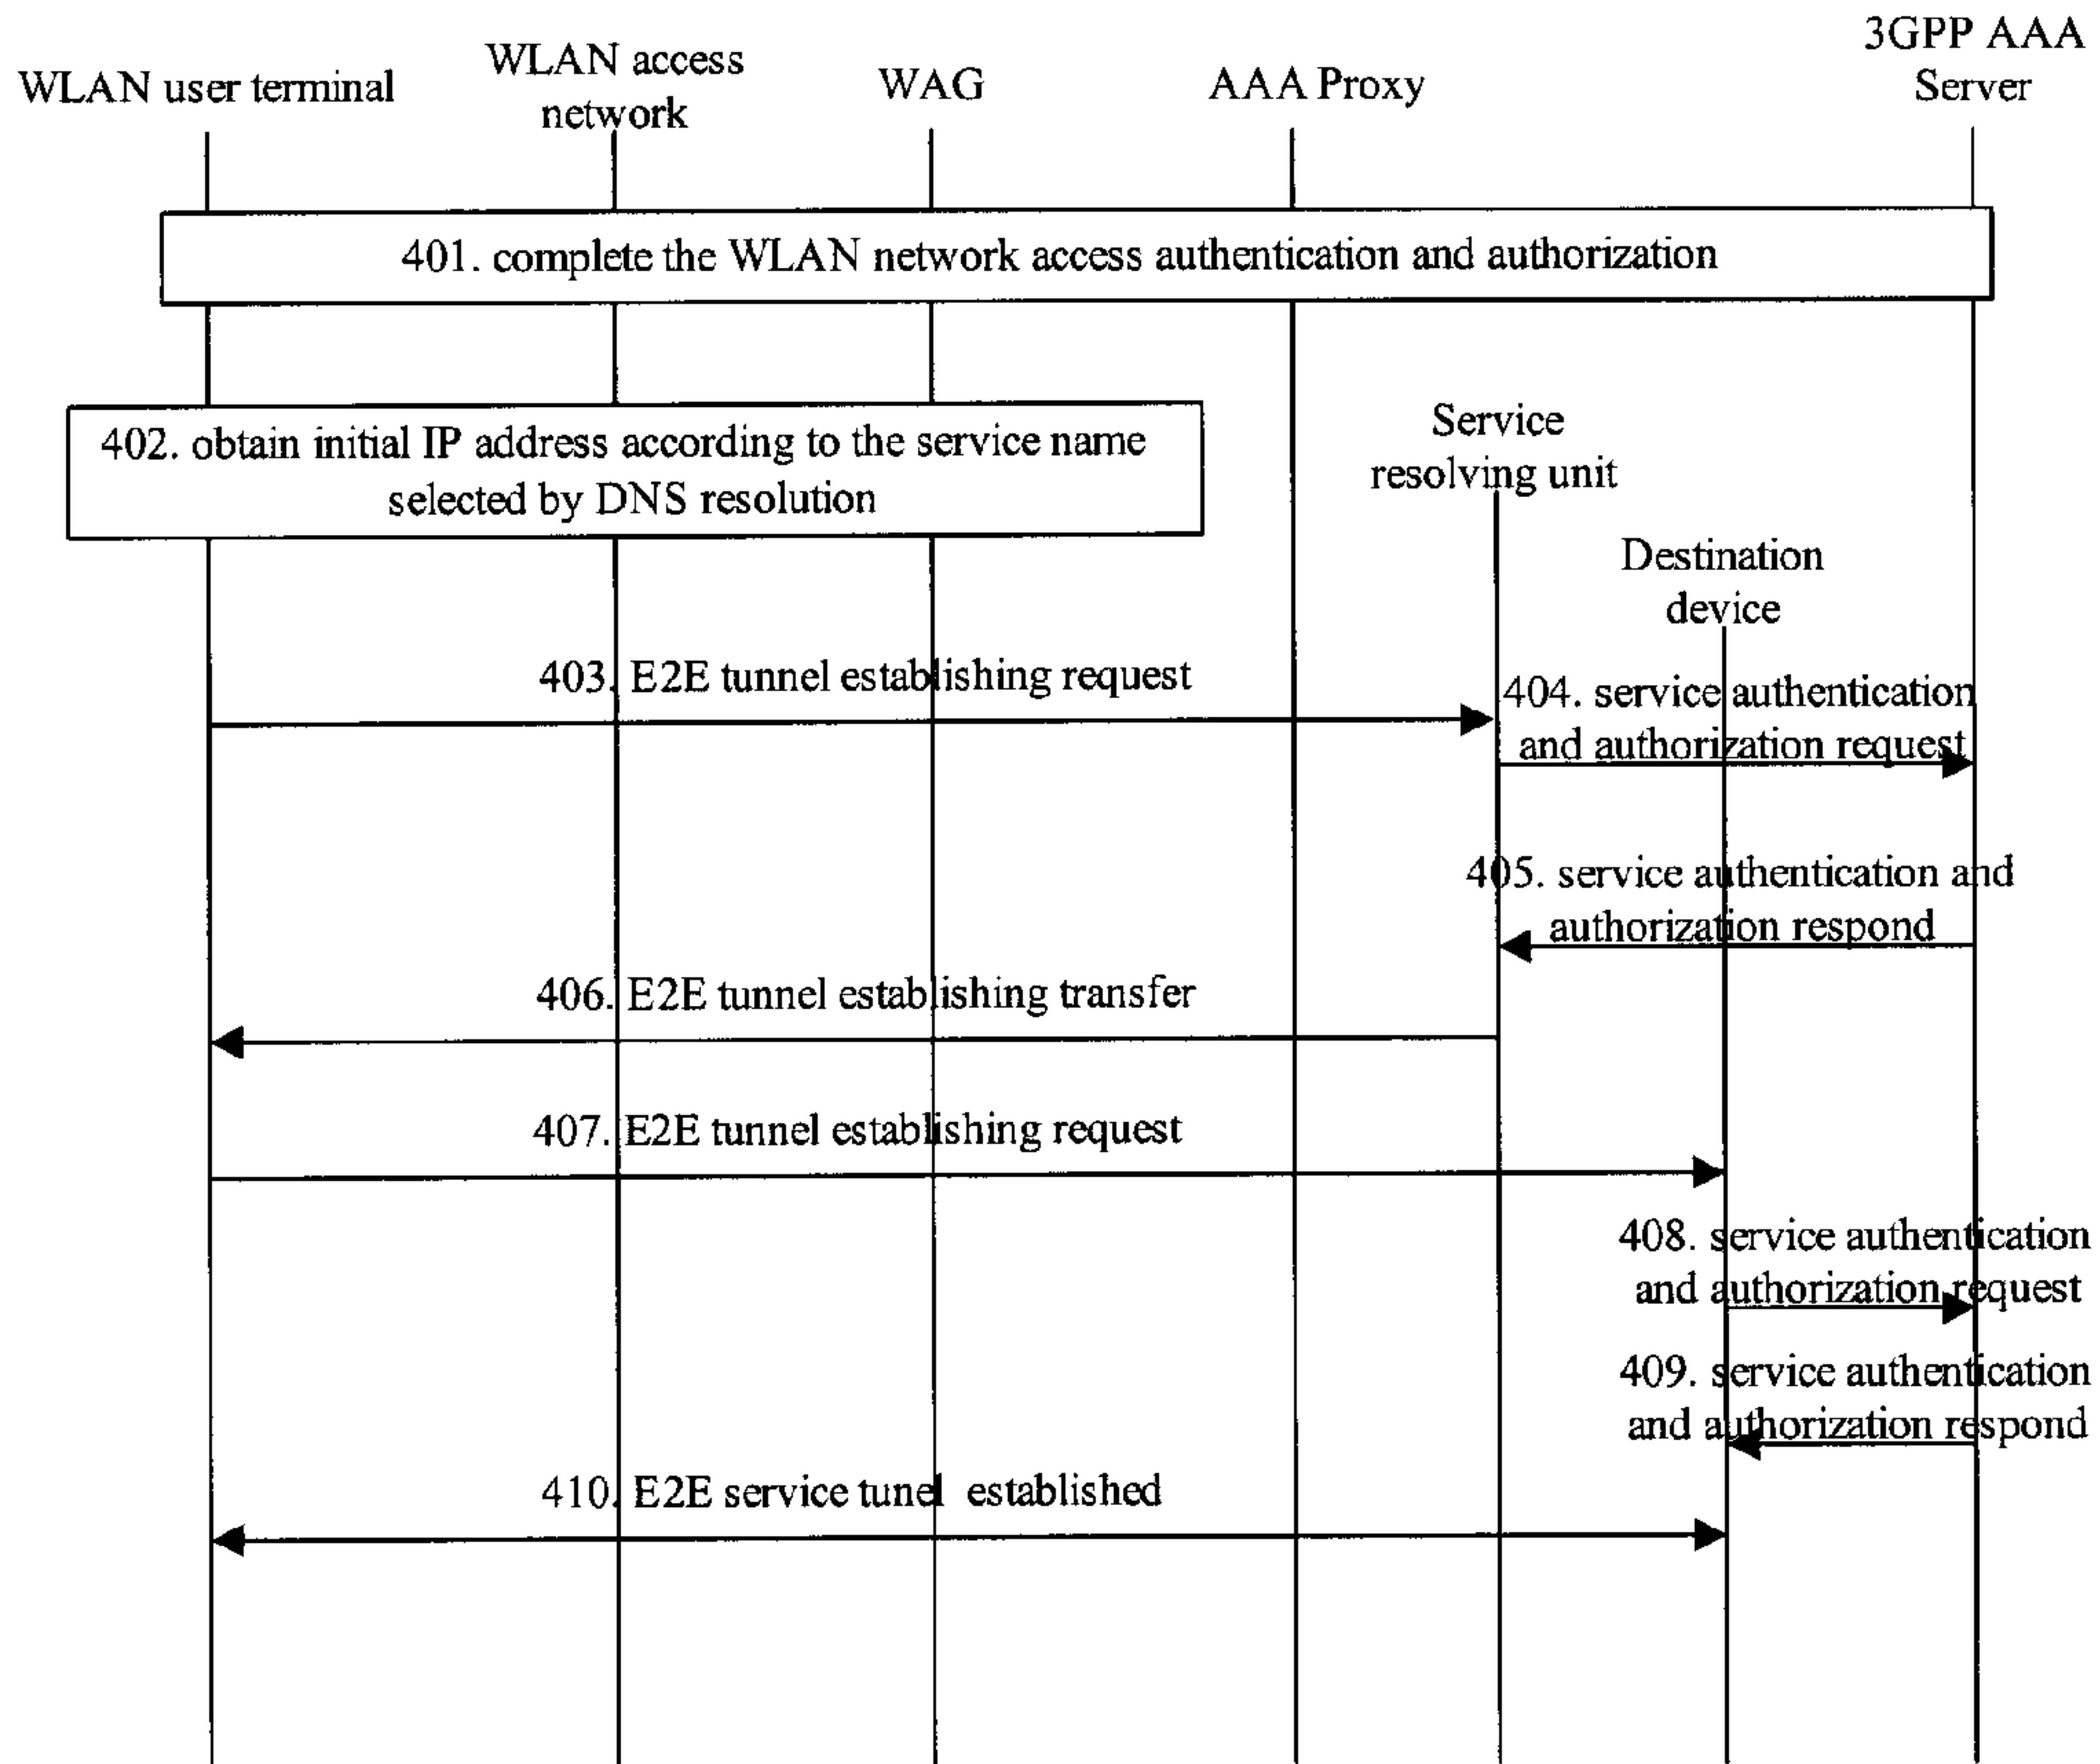 3GPP AAA
Server
WLAN user terminal
WLAN access
network
WAG
AAA Proxy
401. complete the WLAN network access authentication and authorization
402. obtain initial IP address according to the service name
selected by DNS resolution
Service
resolving unit
Destination
device
403. E2E tunnel establishing request
404. service authentication
and authorization request
405. service authentication and
authorization respond
406. E2E tunnel establishing transfer
407. E2E tunnel establishing request
408. service authentication
and authorization request
409. service authentication
and authorization respond
410. E2E service tunel established